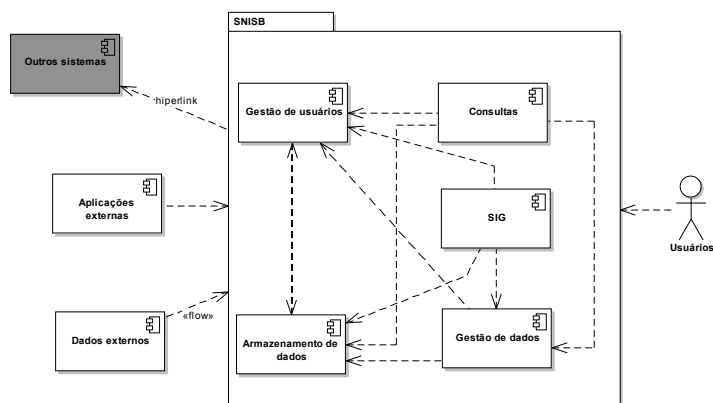 SNISB
Outros sistemas
hiperlink
Gestão de usuários
Consultas
Aplicações
externas
SIG
Usuários
Dados externos
«flow»
Armazenamento de
dados
Gestão de dados